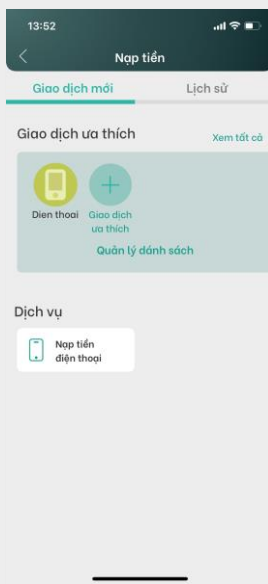 13:52
Nạp tiền
Giao dịch mới
Lịch sử
Giao dịch ưa thích
Xem tất cả
Dien thoai
Giao dịch
ưa thích
Quản lý dánh sách
Dịch vụ
Nạp tiền
điện thoại